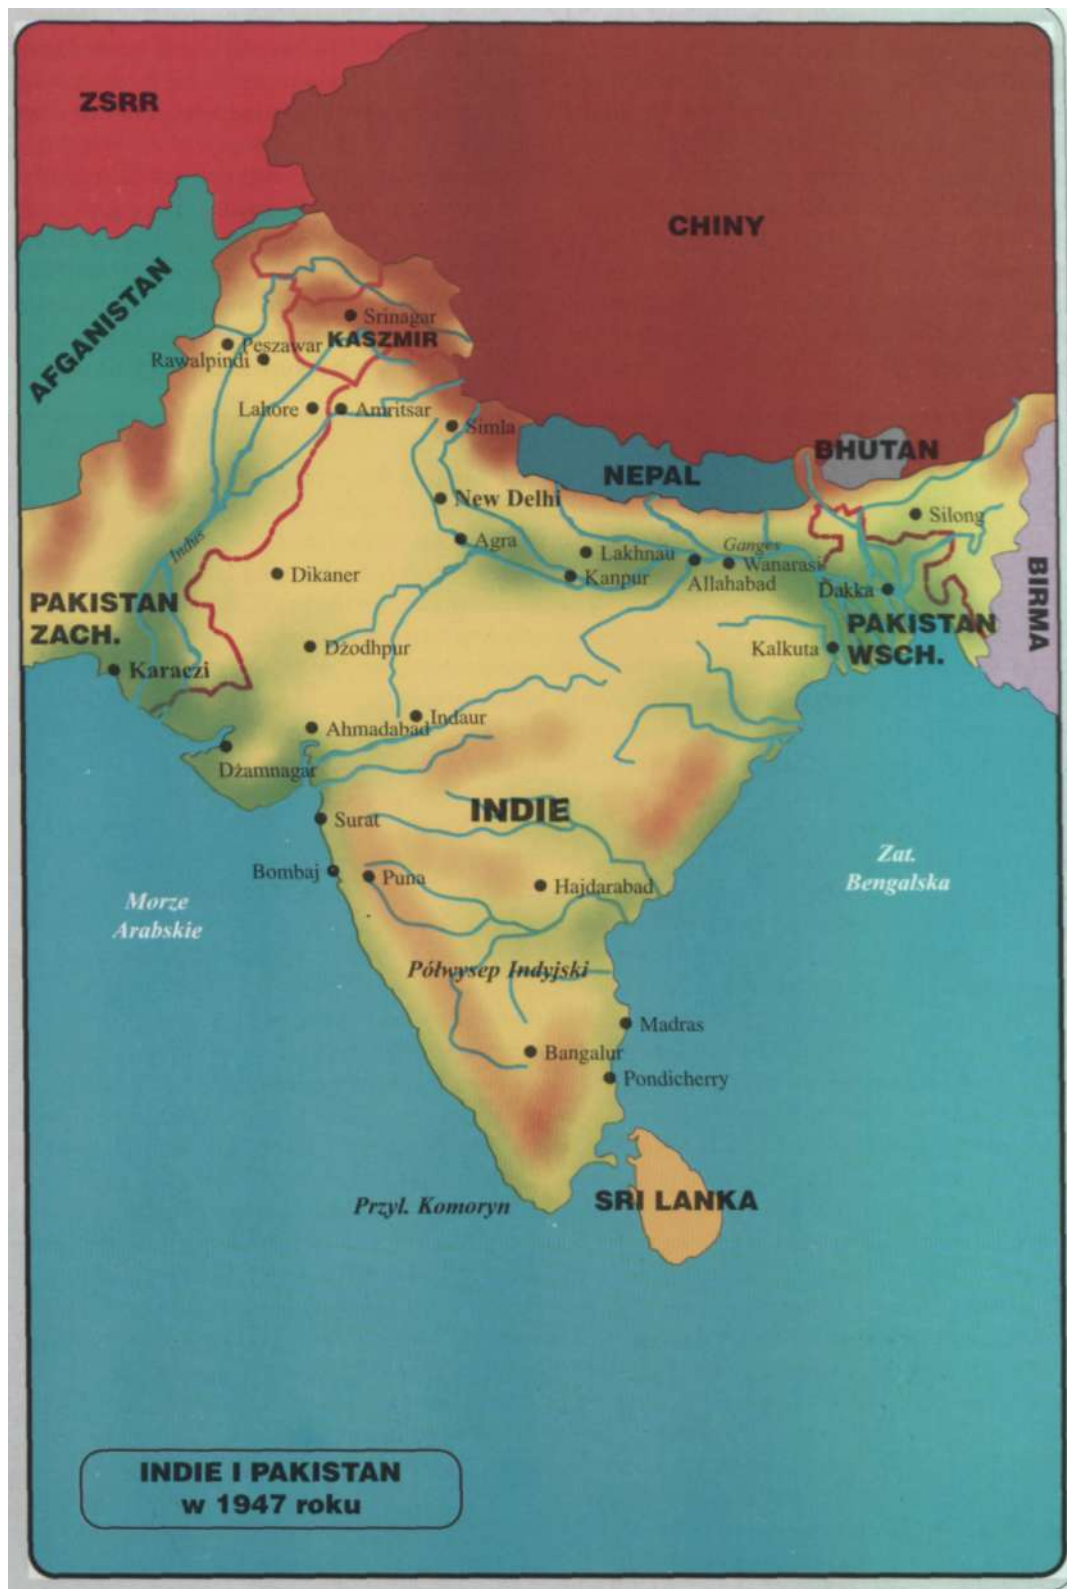 ZSRR
CHINY
AFGANISTAN
Srinagar
KASZMIR
Peszawar
Rawalpindi
Lahore
Amritsar
Simla
BHUTAN
NEPAL
New Delhi
Silong
Indus
Agra
Lakhnau
Ganges
Wanarasi
Kanpur
Allahabad
Dikaner
Dakka
BIRMA
PAKISTAN
ZACH.
PAKISTAN
WSCH.
Dżodhpur
Kalkuta
Karaczi
Indaur
Ahmadabad
Dżamnagar
INDIE
Surat
Bombaj
Puna
Hajdarabad
Zat.
Bengalska
Morze
Arabskie
Półwysep Indyjski
Madras
Bangalur
Pondicherry
SRI LANKA
Przyl. Komoryn
INDIE I PAKISTAN
w 1947 roku